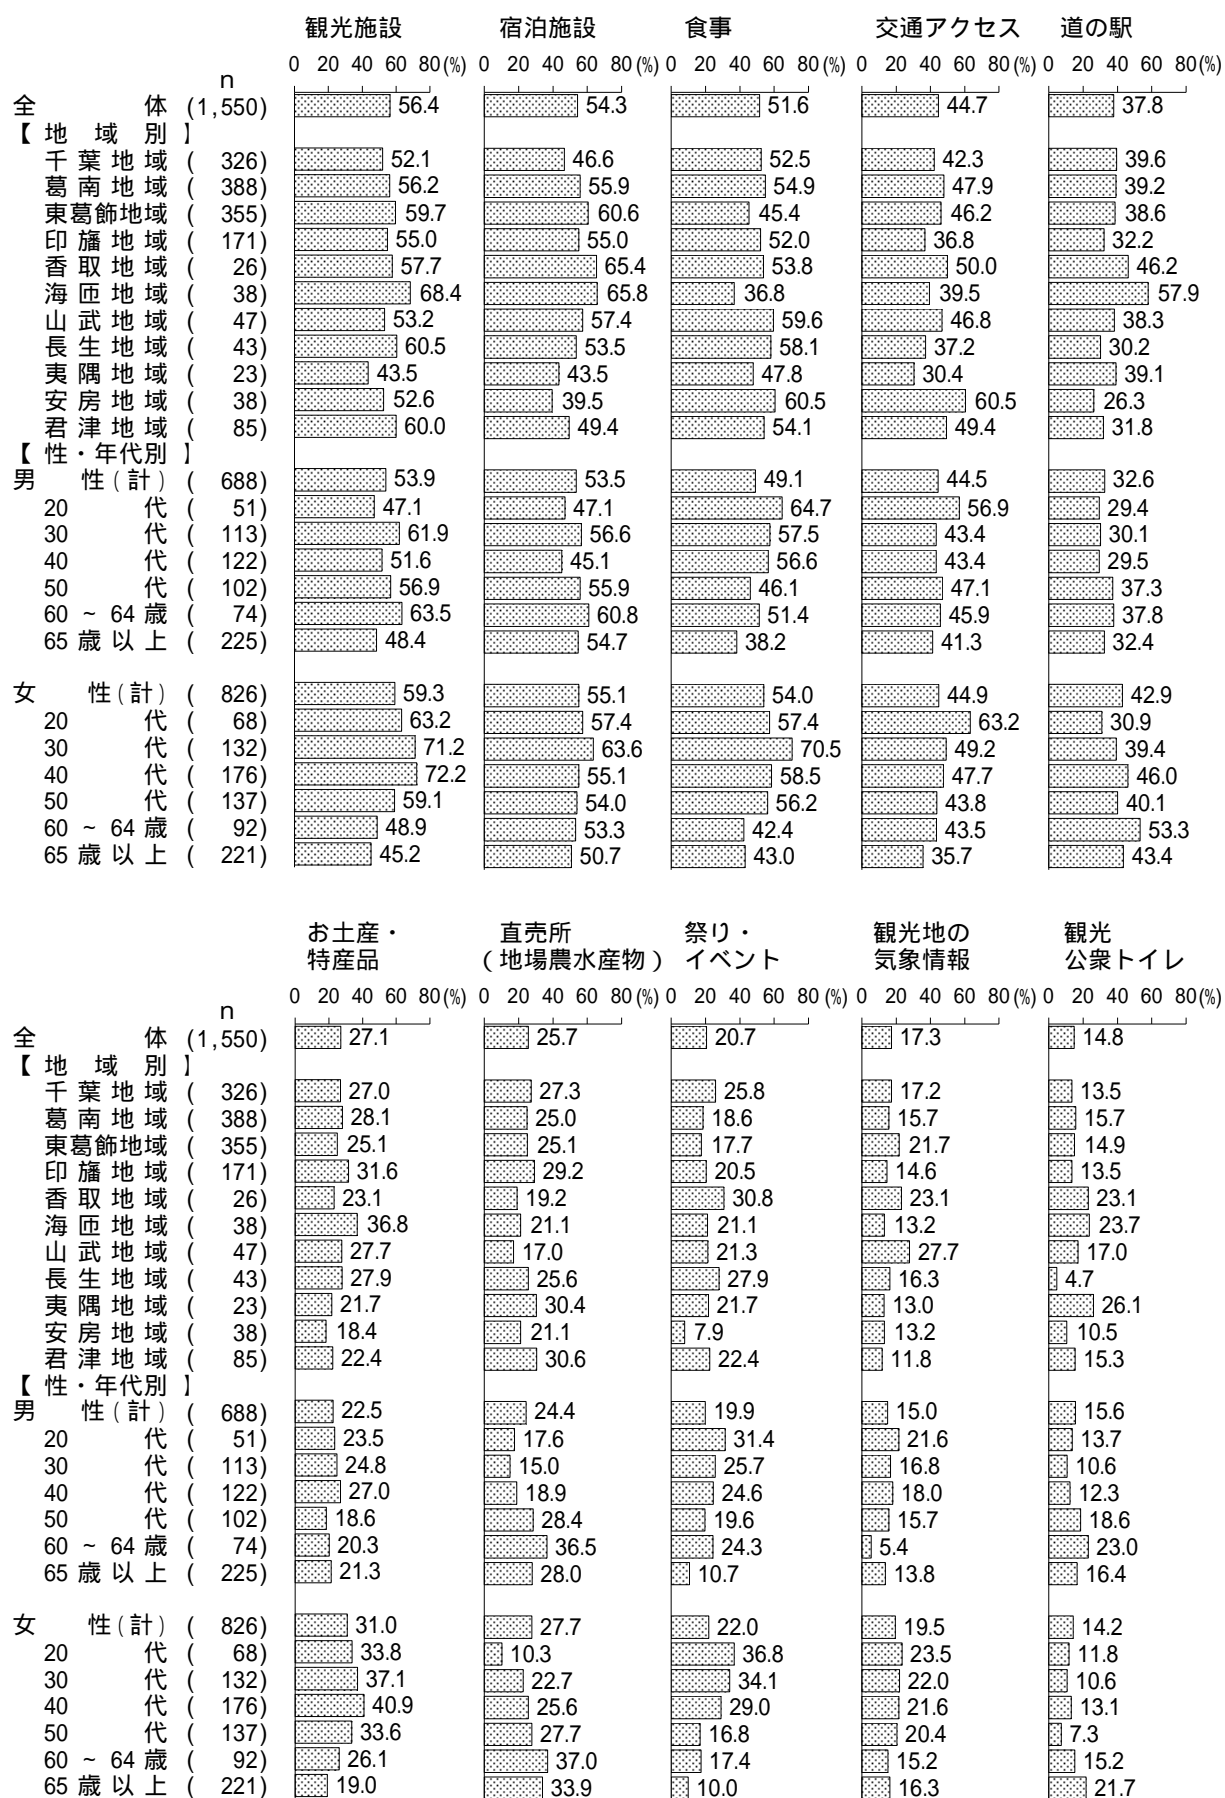 観光施設 宿泊施設 食事 交通アクセス 道の駅
0 20 40 60 80(%) 0 20 40 60 80(%) 0 20 40 60 80(%) 0 20 40 60 80(%) 0 20 40 60 80(%)
n
全体 (1,550) 56.4 54.3 51.6 44.7 37.8
【地域別】
千葉地域 ( 326) 52.1 46.6 52.5 42.3 39.6
葛南地域 ( 388) 56.2 55.9 54.9 47.9 39.2
東葛飾地域 ( 355) 59.7 60.6 45.4 46.2 38.6
印旛地域 ( 171) 55.0 55.0 52.0 36.8 32.2
香取地域 ( 26) 57.7 65.4 53.8 50.0 46.2
海匝地域 ( 38) 68.4 65.8 36.8 39.5 57.9
山武地域 ( 47) 53.2 57.4 59.6 46.8 38.3
長生地域 ( 43) 60.5 53.5 58.1 37.2 30.2
夷隅地域 ( 23) 43.5 43.5 47.8 30.4 39.1
安房地域 ( 38) 52.6 39.5 60.5 60.5 26.3
君津地域 ( 85) 60.0 49.4 54.1 49.4 31.8
【性・年代別】
男性(計) ( 688) 53.9 53.5 49.1 44.5 32.6
20代 ( 51) 47.1 47.1 64.7 56.9 29.4
30代 ( 113) 61.9 56.6 57.5 43.4 30.1
40代 ( 122) 51.6 45.1 56.6 43.4 29.5
50代 ( 102) 56.9 55.9 46.1 47.1 37.3
60 ~ 64歳 ( 74) 63.5 60.8 51.4 45.9 37.8
65歳以上 ( 225) 48.4 54.7 38.2 41.3 32.4
女性(計) ( 826) 59.3 55.1 54.0 44.9 42.9
20代 ( 68) 63.2 57.4 57.4 63.2 30.9
30代 ( 132) 71.2 63.6 70.5 49.2 39.4
40代 ( 176) 72.2 55.1 58.5 47.7 46.0
50代 ( 137) 59.1 54.0 56.2 43.8 40.1
60 ~ 64歳 ( 92) 48.9 53.3 42.4 43.5 53.3
65歳以上 ( 221) 45.2 50.7 43.0 35.7 43.4
お土産・ 直売所 祭り・ 観光地の 観光
特産品 (地場農水産物) イベント 気象情報 公衆トイレ
0 20 40 60 80(%) 0 20 40 60 80(%) 0 20 40 60 80(%) 0 20 40 60 80(%) 0 20 40 60 80(%)
n
全体 (1,550) 27.1 25.7 20.7 17.3 14.8
【地域別】
千葉地域 ( 326) 27.0 27.3 25.8 17.2 13.5
葛南地域 ( 388) 28.1 25.0 18.6 15.7 15.7
東葛飾地域 ( 355) 25.1 25.1 17.7 21.7 14.9
印旛地域 ( 171) 31.6 29.2 20.5 14.6 13.5
香取地域 ( 26) 23.1 19.2 30.8 23.1 23.1
海匝地域 ( 38) 36.8 21.1 21.1 13.2 23.7
山武地域 ( 47) 27.7 17.0 21.3 27.7 17.0
長生地域 ( 43) 27.9 25.6 27.9 16.3 4.7
夷隅地域 ( 23) 21.7 30.4 21.7 13.0 26.1
安房地域 ( 38) 18.4 21.1 7.9 13.2 10.5
君津地域 ( 85) 22.4 30.6 22.4 11.8 15.3
【性・年代別】
男性(計) ( 688) 22.5 24.4 19.9 15.0 15.6
20代 ( 51) 23.5 17.6 31.4 21.6 13.7
30代 ( 113) 24.8 15.0 25.7 16.8 10.6
40代 ( 122) 27.0 18.9 24.6 18.0 12.3
50代 ( 102) 18.6 28.4 19.6 15.7 18.6
60 ~ 64歳 ( 74) 20.3 36.5 24.3 5.4 23.0
65歳以上 ( 225) 21.3 28.0 10.7 13.8 16.4
女性(計) ( 826) 31.0 27.7 22.0 19.5 14.2
20代 ( 68) 33.8 10.3 36.8 23.5 11.8
30代 ( 132) 37.1 22.7 34.1 22.0 10.6
40代 ( 176) 40.9 25.6 29.0 21.6 13.1
50代 ( 137) 33.6 27.7 16.8 20.4 7.3
60 ~ 64歳 ( 92) 26.1 37.0 17.4 15.2 15.2
65歳以上 ( 221) 19.0 33.9 10.0 16.3 21.7